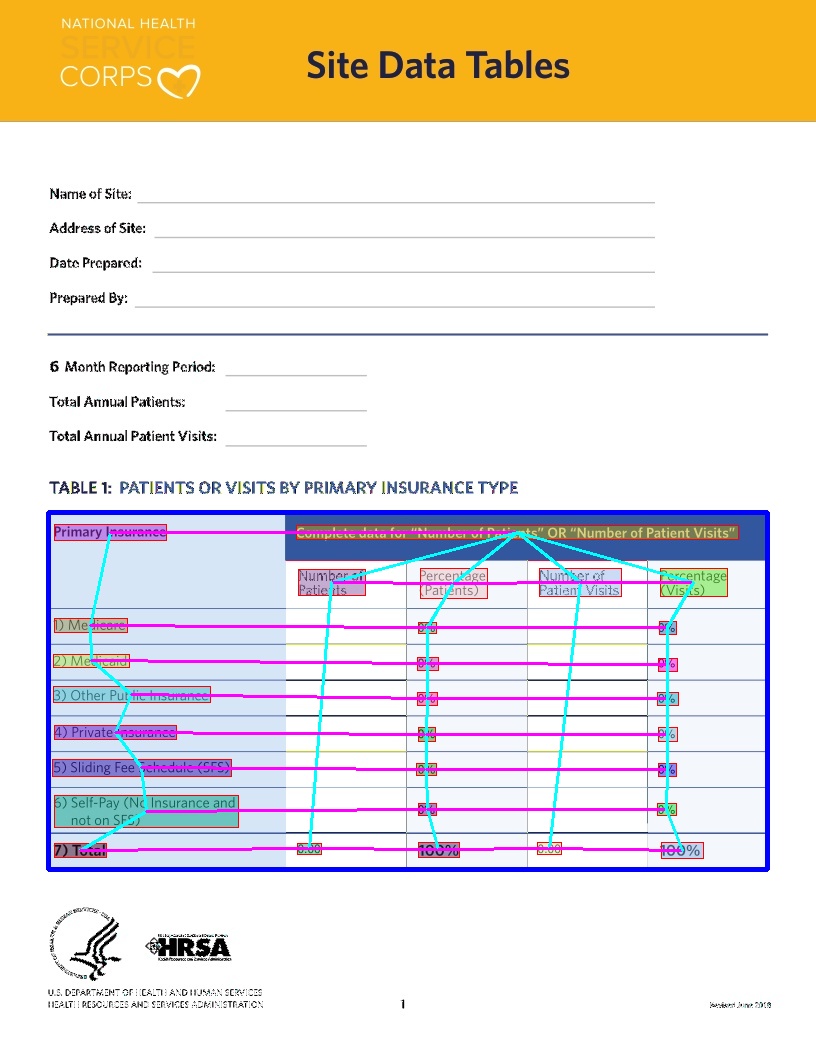 NATIONAL HEALTH
SERVICE
CORPS
Site Data Tables
Name of Site:
Address of Site:
Date Prepared:
Prepared By:
6 Month Reporting Period:
Total Annual Patients:
Total Annual Patient Visits:
TABLE 1: PATIENTS OR VISITS BY PRIMARY INSURANCE TYPE
Primary Insurance Complete data for "Number of Patients" OR "Number of Patient Visits"
Number of Patients Percentage (Patients) Number of Patient Visits Percentage (Visits)
1) Medicare 0% 0%
2) Medicaid 0% 0%
3) Other Public Insurance 0% 0%
4) Private Insurance 0% 0%
5) Sliding Fee Schedule (SFS) 0% 0%
6) Self-Pay (No Insurance and not on SFS) 0% 0%
7) Total 0.00 100% 0.00 100%
HRSA
U.S. DEPARTMENT OF HEALTH AND HUMAN SERVICES
HEALTH RESOURCES AND SERVICES ADMINISTRATION
1